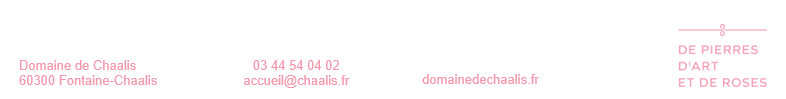 Domaine de Chaalis
60300 Fontaine-Chaalis
03 44 54 04 02
accueil@chaalis.fr
domainedechaalis.fr
DE PIERRES
D'ART
ET DE ROSES